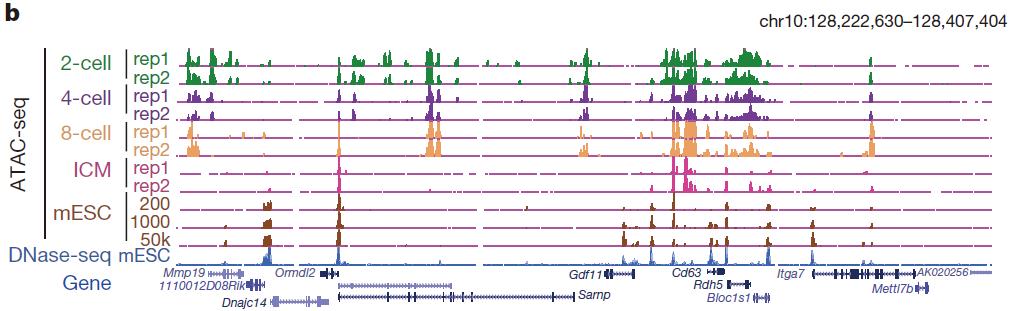 b
chr10:128,222,630–128,407,404
ATAC-seq
2-cell rep1
rep2
4-cell rep1
rep2
8-cell rep1
rep2
ICM rep1
rep2
mESC 200
1000
50k
DNase-seq mESC
Gene
Mmp19 Ormdl2 Gdf11 Cd63 Itga7 AK020256
1110012D08Rik Rdh5 Mettl7b
Dnajc14 Sarnp Bloc1s1